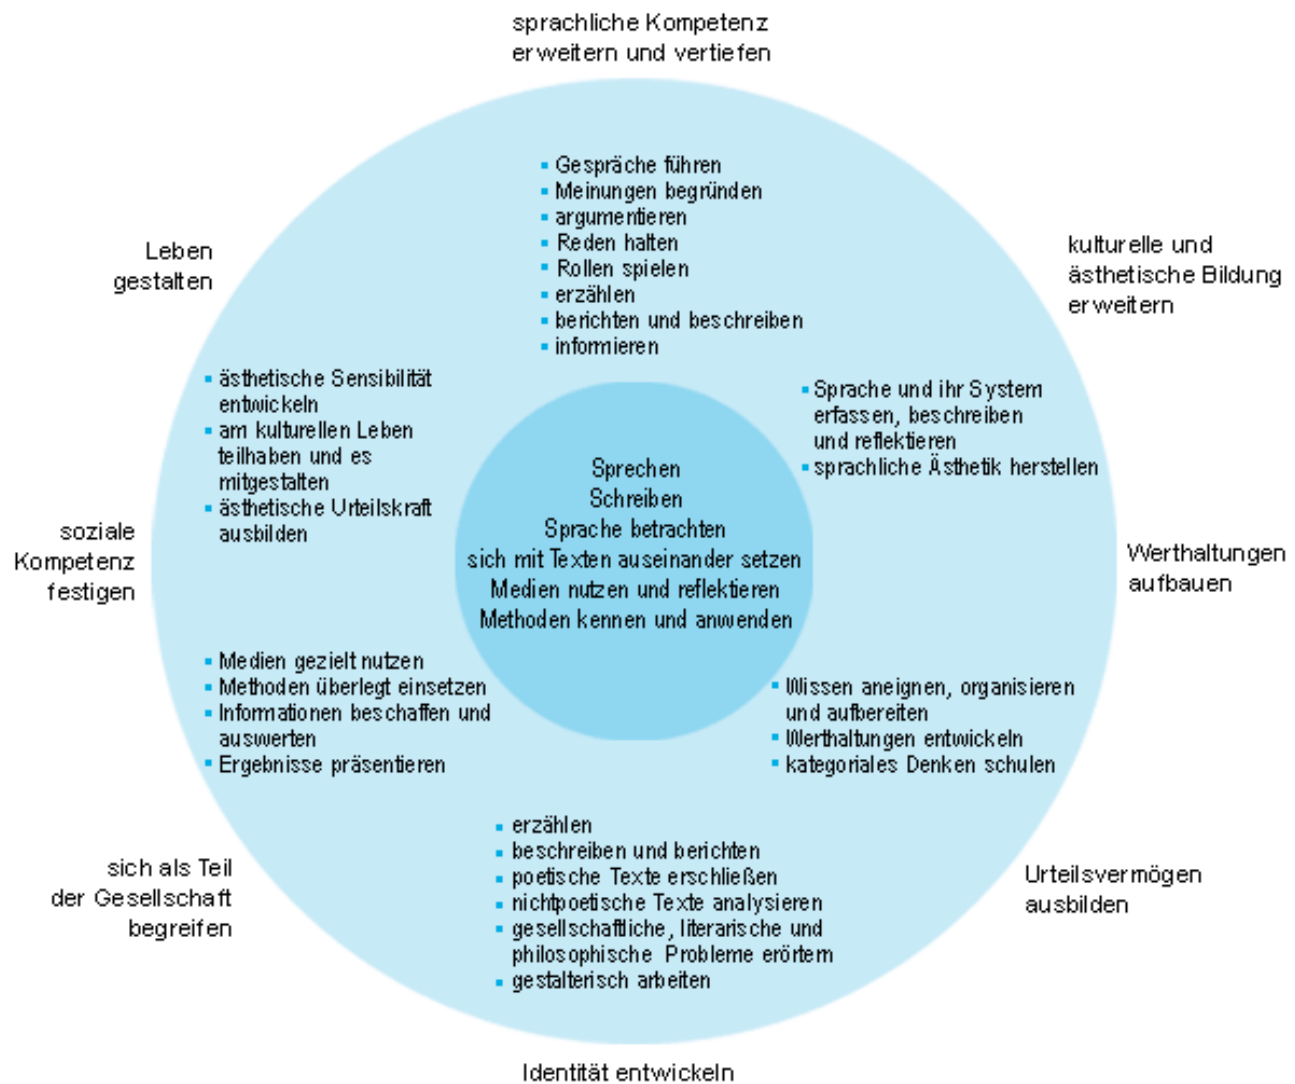 sprachliche Kompetenz
erweitern und vertiefen
▪ Gespräche führen
▪ Meinungen begründen
▪ argumentieren
▪ Reden halten
▪ Rollen spielen
▪ erzählen
▪ berichten und beschreiben
▪ informieren
Leben
gestalten
kulturelle und
ästhetische Bildung
erweitern
▪ ästhetische Sensibilität
entwickeln
▪ am kulturellen Leben
teilhaben und es
mitgestalten
▪ ästhetische Urteilskraft
ausbilden
▪ Sprache und ihr System
erfassen, beschreiben
und reflektieren
▪ sprachliche Ästhetik herstellen
Sprechen
Schreiben
Sprache betrachten
sich mit Texten auseinander setzen
Medien nutzen und reflektieren
Methoden kennen und anwenden
soziale
Kompetenz
festigen
Werthaltungen
aufbauen
▪ Medien gezielt nutzen
▪ Methoden überlegt einsetzen
▪ Informationen beschaffen und
auswerten
▪ Ergebnisse präsentieren
▪ Wissen aneignen, organisieren
und aufbereiten
▪ Werthaltungen entwickeln
▪ kategoriales Denken schulen
▪ erzählen
▪ beschreiben und berichten
▪ poetische Texte erschließen
▪ nichtpoetische Texte analysieren
▪ gesellschaftliche, literarische und
philosophische Probleme erörtern
▪ gestalterisch arbeiten
sich als Teil
der Gesellschaft
begreifen
Urteilsvermögen
ausbilden
Identität entwickeln